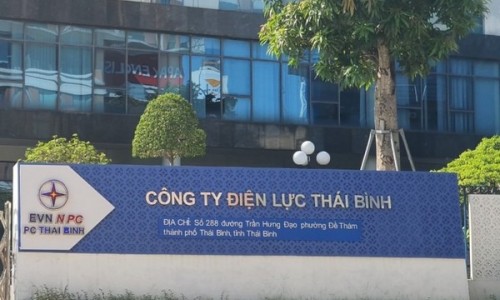 EVN NPC
PC THAI BINH
CÔNG TY ĐIỆN LỰC THÁI BÌNH
ĐỊA CHỈ: Số 288 đường Trần Hưng Đạo phường Đề Thám
thành phố Thái Bình, tỉnh Thái Bình